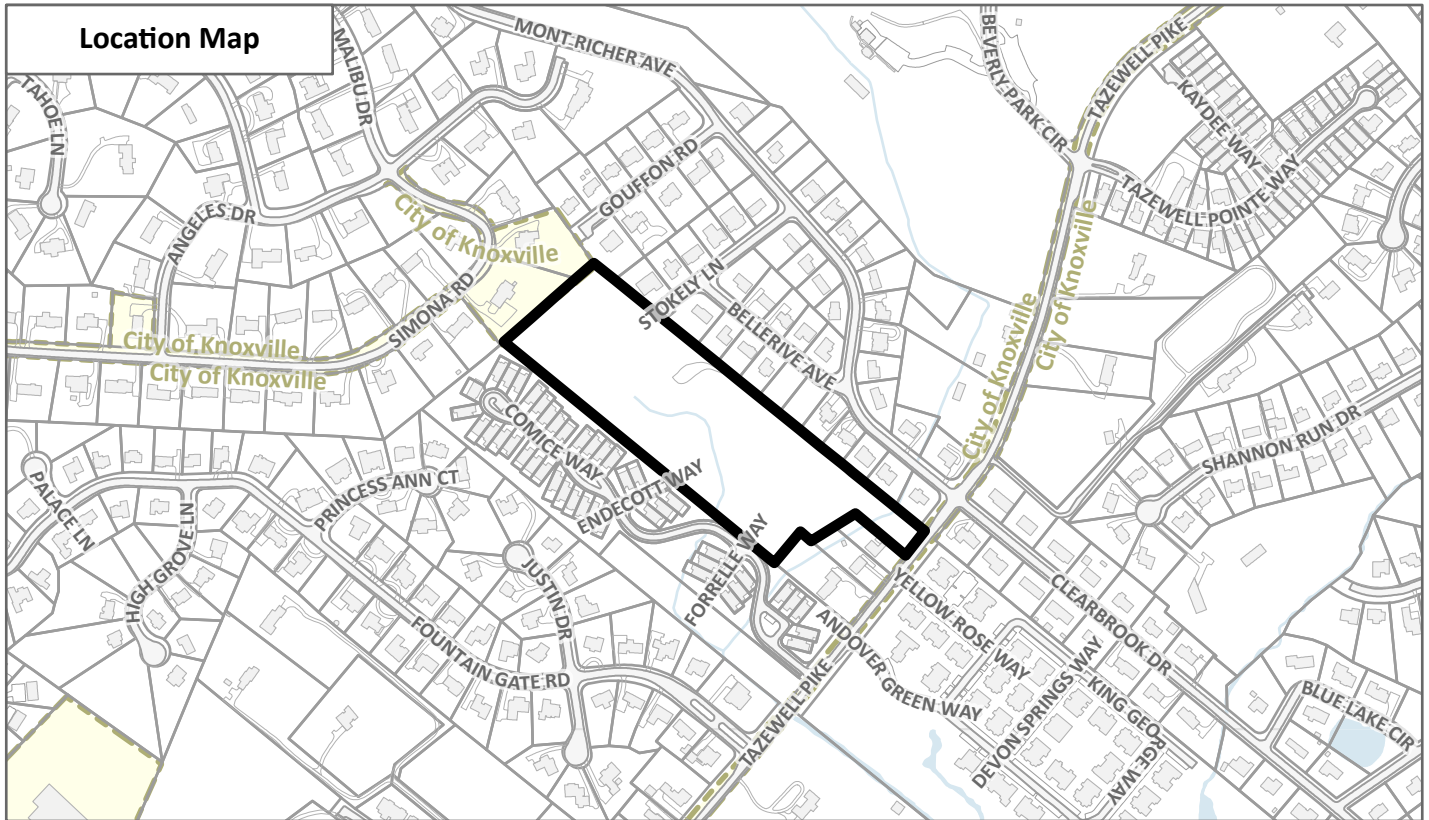 Location Map
TAHOE LN
MALIBU DR
MONT RICHER AVE
BEVERLY PARK CIR
TAZEWELL PIKE
KAYDEE WAY
TAZEWELL POINTE WAY
GOUFFON RD
ANGELES DR
City of Knoxville
SIMONA RD
STOKELY LN
BELLERIVE AVE
City of Knoxville
City of Knoxville
City of Knoxville
City of Knoxville
COMICE WAY
ENDECOTT WAY
SHANNON RUN DR
PALACE LN
HIGH GROVE LN
PRINCESS ANN CT
JUSTIN DR
FORRELLE WAY
FOUNTAIN GATE RD
YELLOW ROSE WAY
CLEARBROOK DR
ANDOVER GREEN WAY
TAZEWELL PIKE
DEVON SPRINGS WAY
KING GEORGE WAY
BLUE LAKE CIR